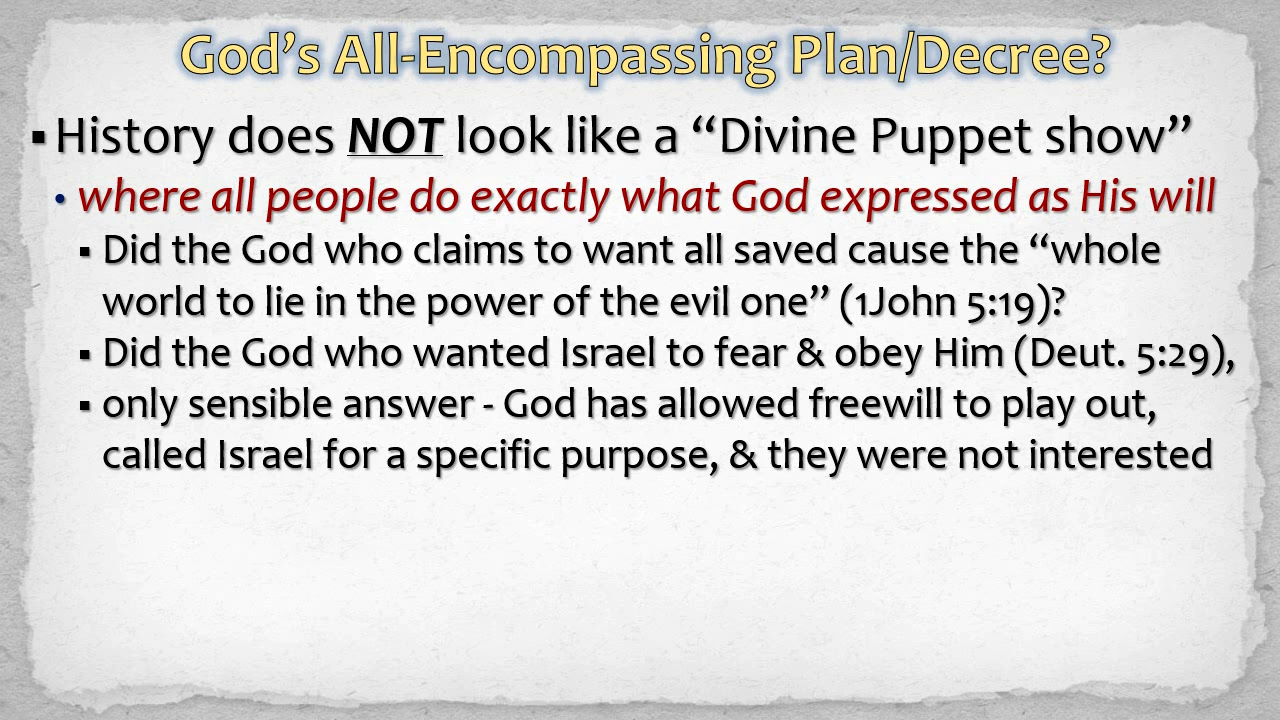 God’s All-Encompassing Plan/Decree?
▪ History does NOT look like a “Divine Puppet show”
• where all people do exactly what God expressed as His will
▪ Did the God who claims to want all saved cause the “whole
world to lie in the power of the evil one” (1John 5:19)?
▪ Did the God who wanted Israel to fear & obey Him (Deut. 5:29),
▪ only sensible answer - God has allowed freewill to play out,
called Israel for a specific purpose, & they were not interested